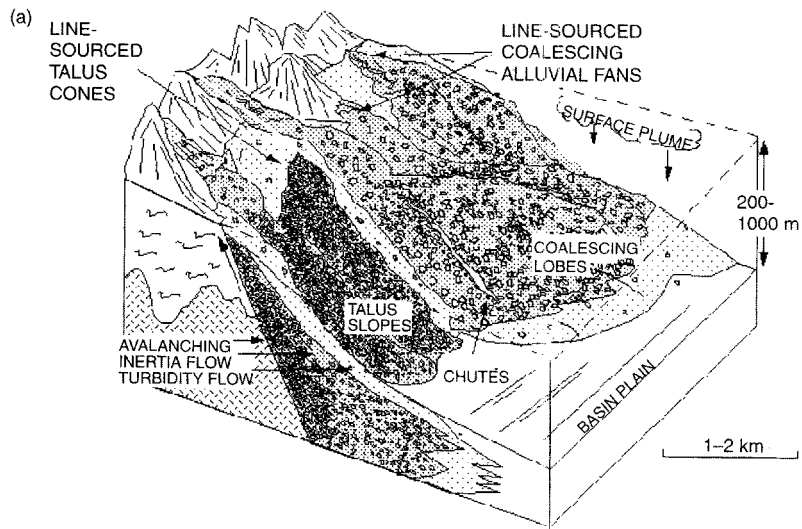 (a)
LINE-
SOURCED
TALUS
CONES
LINE-SOURCED
COALESCING
ALLUVIAL FANS
SURFACE PLUME
200-
1000 m
COALESCING
LOBES
TALUS
SLOPES
AVALANCHING
INERTIA FLOW
TURBIDITY FLOW
CHUTES
BASIN PLAIN
1–2 km